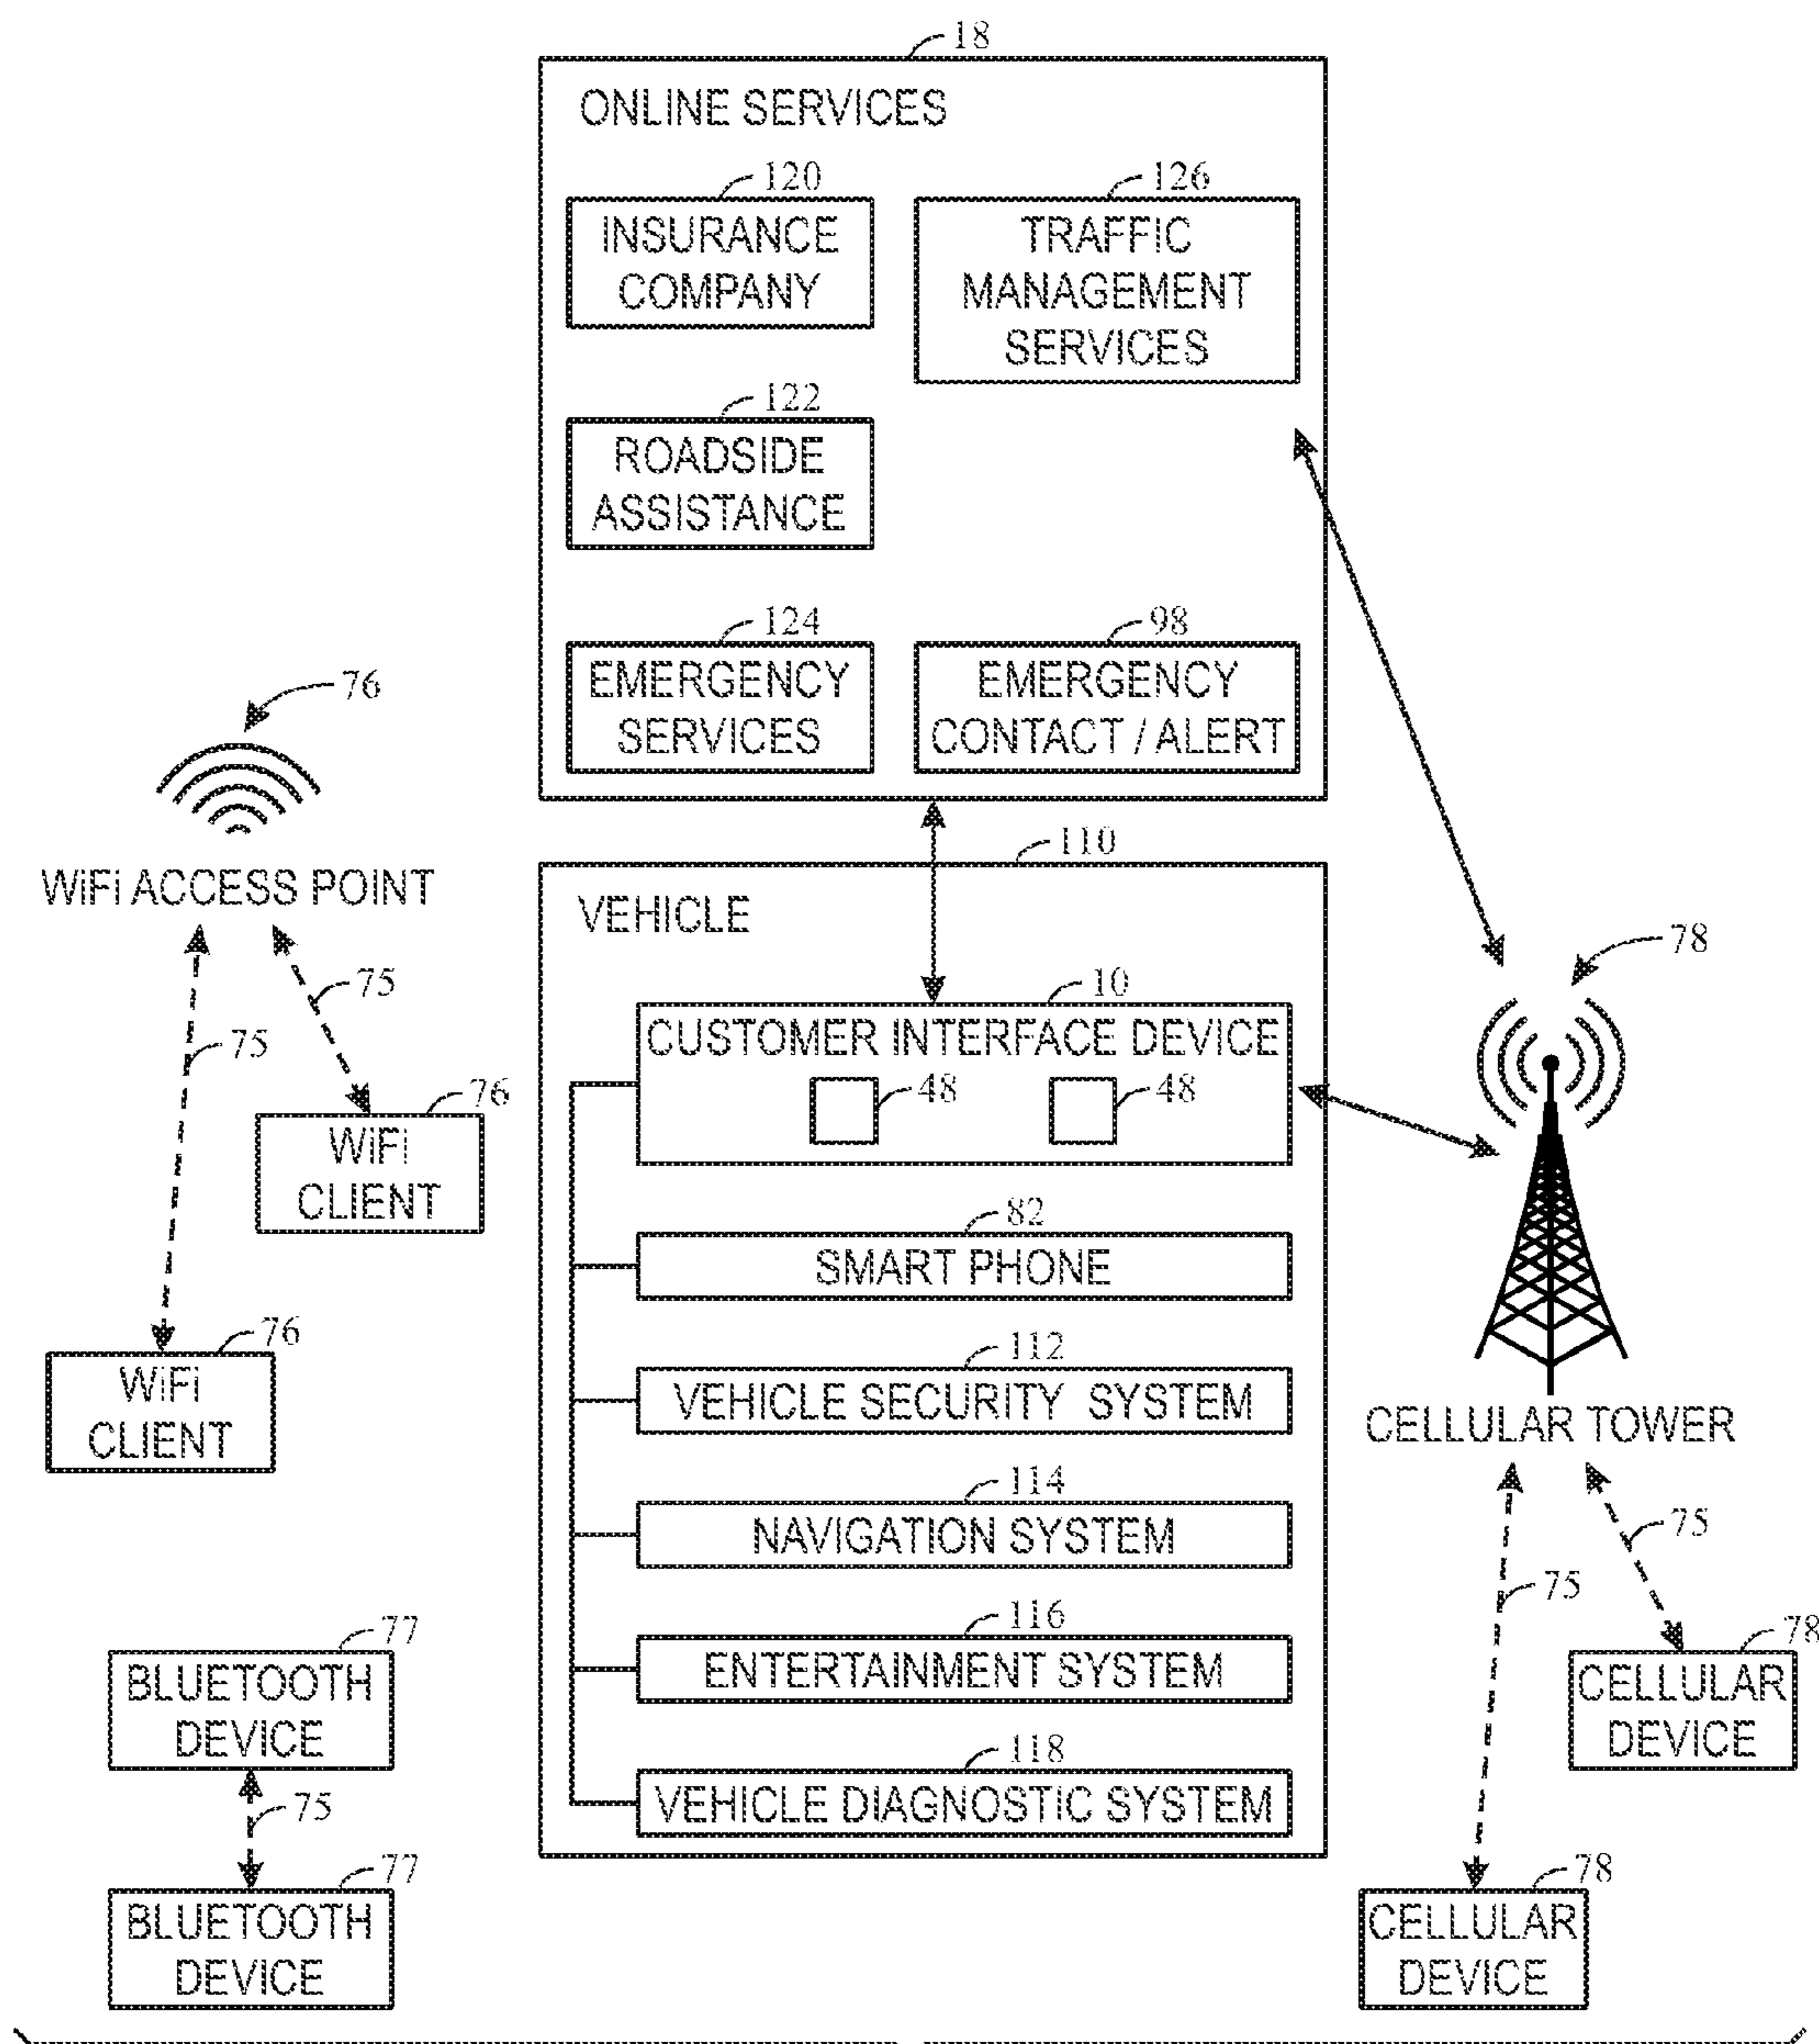 18
ONLINE SERVICES
120
INSURANCE
COMPANY
126
TRAFFIC
MANAGEMENT
SERVICES
122
ROADSIDE
ASSISTANCE
124
EMERGENCY
SERVICES
98
EMERGENCY
CONTACT / ALERT
76
WiFi ACCESS POINT
75
75
76
WiFi
CLIENT
76
WiFi
CLIENT
77
BLUETOOTH
DEVICE
75
77
BLUETOOTH
DEVICE
110
VEHICLE
10
CUSTOMER INTERFACE DEVICE
48
48
82
SMART PHONE
112
VEHICLE SECURITY SYSTEM
114
NAVIGATION SYSTEM
116
ENTERTAINMENT SYSTEM
118
VEHICLE DIAGNOSTIC SYSTEM
78
CELLULAR TOWER
75
75
78
CELLULAR
DEVICE
78
CELLULAR
DEVICE